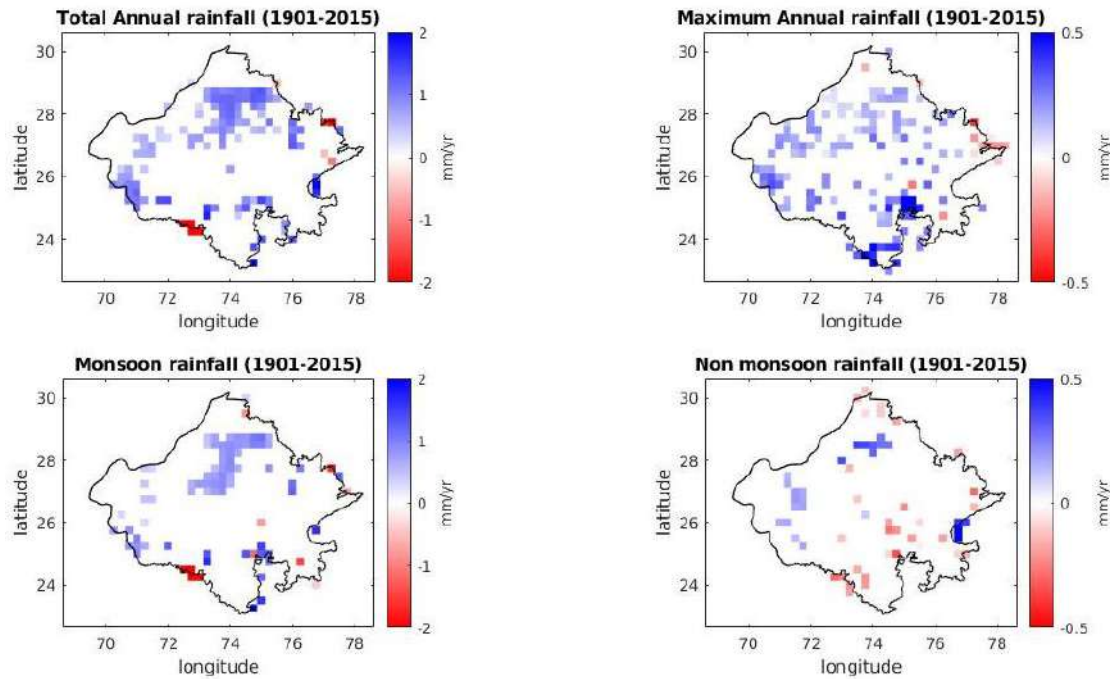 Total Annual rainfall (1901-2015)
30
28
26
24
latitude
70 72 74 76 78
longitude
2
1
0
-1
-2
mm/yr
Maximum Annual rainfall (1901-2015)
30
28
26
24
latitude
70 72 74 76 78
longitude
0.5
0
-0.5
mm/yr
Monsoon rainfall (1901-2015)
30
28
26
24
latitude
70 72 74 76 78
longitude
2
1
0
-1
-2
mm/yr
Non monsoon rainfall (1901-2015)
30
28
26
24
latitude
70 72 74 76 78
longitude
0.5
0
-0.5
mm/yr